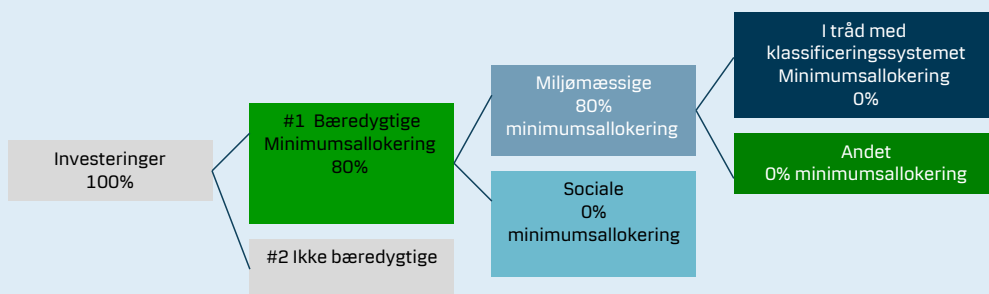 Investeringer
100%
#1 Bæredygtige
Minimumsallokering
80%
#2 Ikke bæredygtige
Miljømæssige
80%
minimumsallokering
Sociale
0%
minimumsallokering
I tråd med
klassificeringssystemet
Minimumsallokering
0%
Andet
0% minimumsallokering